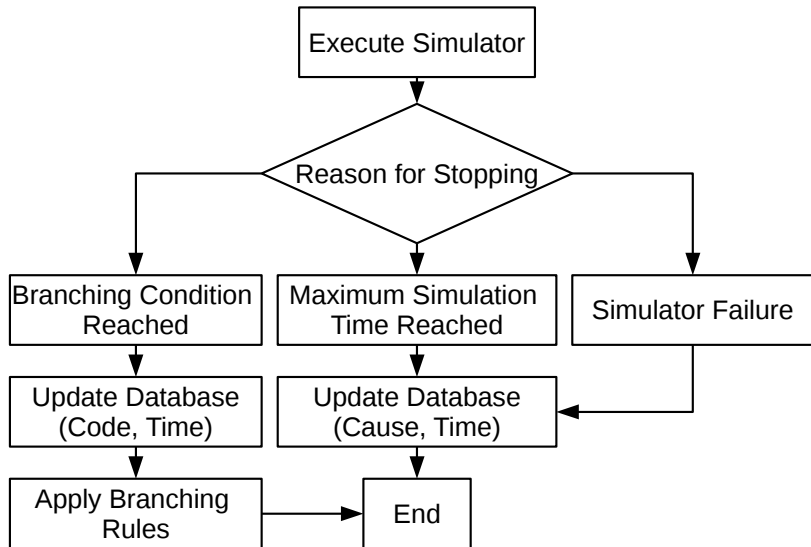 Execute Simulator
Reason for Stopping
Branching Condition
Reached
Maximum Simulation
Time Reached
Simulator Failure
Update Database
(Code, Time)
Update Database
(Cause, Time)
Apply Branching
Rules
End